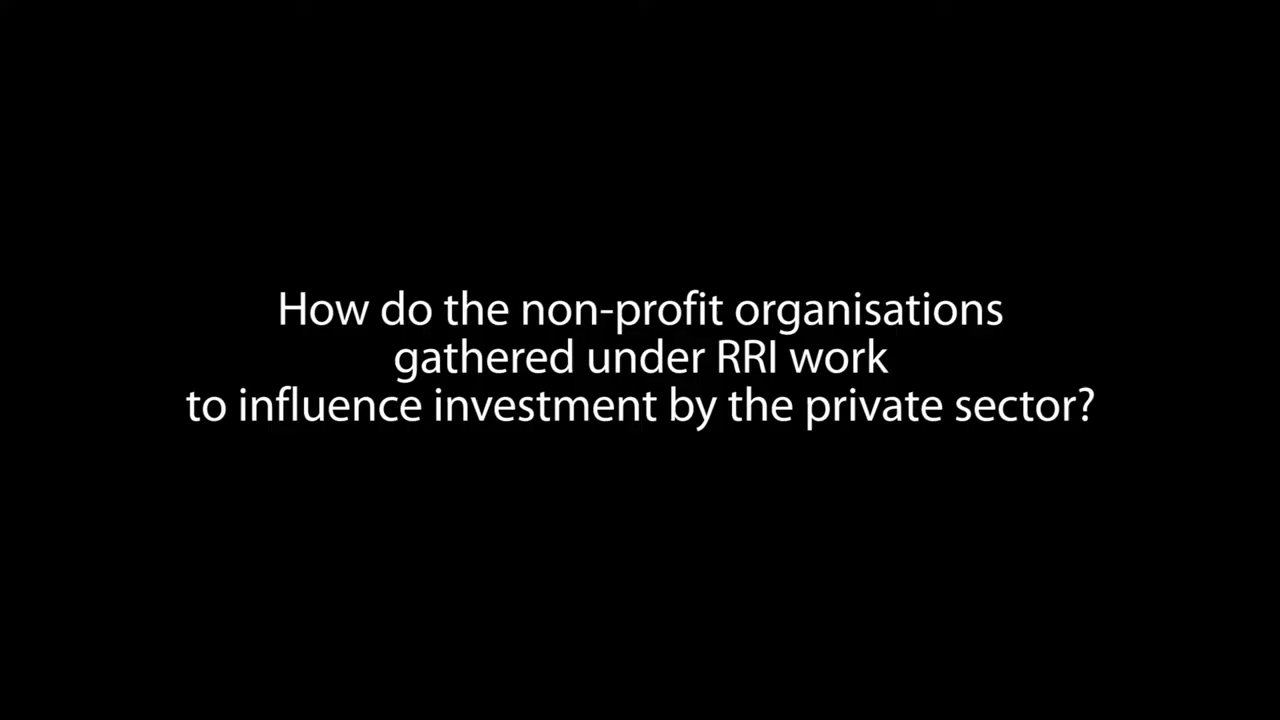 How do the non-profit organisations
gathered under RRI work
to influence investment by the private sector?